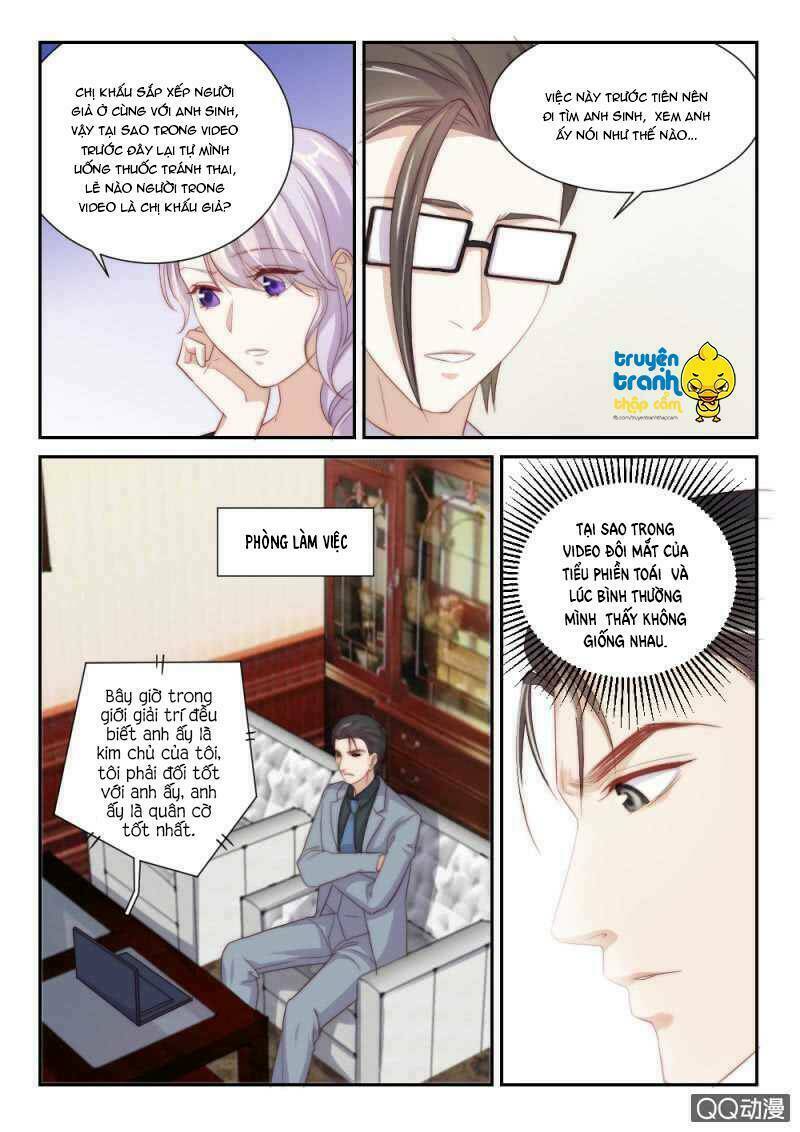 CHỊ KHẤU SẮP XẾP NGƯỜI
GIẢ Ở CÙNG VỚI ANH SINH,
VẬY TẠI SAO TRONG VIDEO
TRƯỚC ĐÂY LẠI TỰ MÌNH
UỐNG THUỐC TRÁNH THAI,
LẼ NÀO NGƯỜI TRONG
VIDEO LÀ CHỊ KHẤU GIẢ?
VIỆC NÀY TRƯỚC TIÊN NÊN
ĐI TÌM ANH SINH, XEM ANH
ẤY NÓI NHƯ THẾ NÀO...
truyện
tranh
thập cẩm
fb.com/truyentranhthapcam
PHÒNG LÀM VIỆC
Bây giờ trong
giới giải trí đều
biết anh ấy là
kim chủ của tôi,
tôi phải đối tốt
với anh ấy, anh
ấy là quân cờ
tốt nhất.
TẠI SAO TRONG
VIDEO ĐÔI MẮT CỦA
TIỂU PHIỀN TOÁI VÀ
LÚC BÌNH THƯỜNG
MÌNH THẤY KHÔNG
GIỐNG NHAU.
QQ动漫